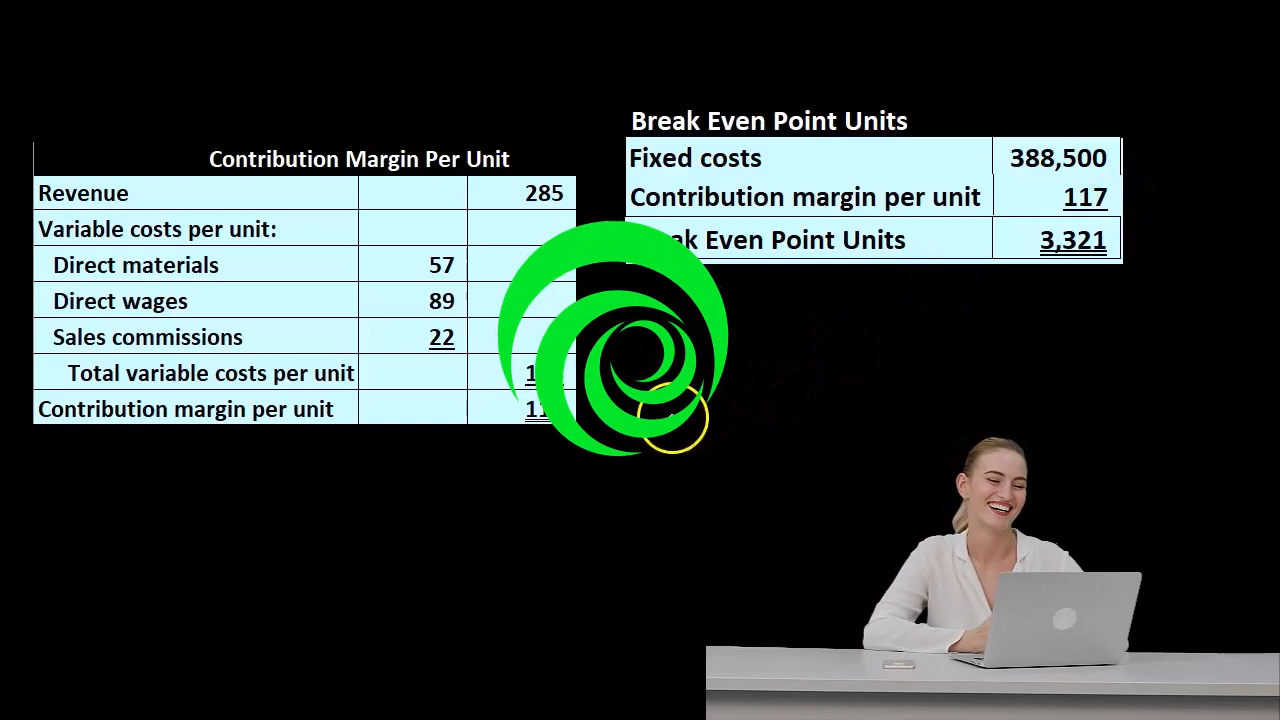 Contribution Margin Per Unit
Revenue 285
Variable costs per unit:
Direct materials 57
Direct wages 89
Sales commissions 22
Total variable costs per unit
Contribution margin per unit
Break Even Point Units
Fixed costs 388,500
Contribution margin per unit 117
Even Point Units 3,321